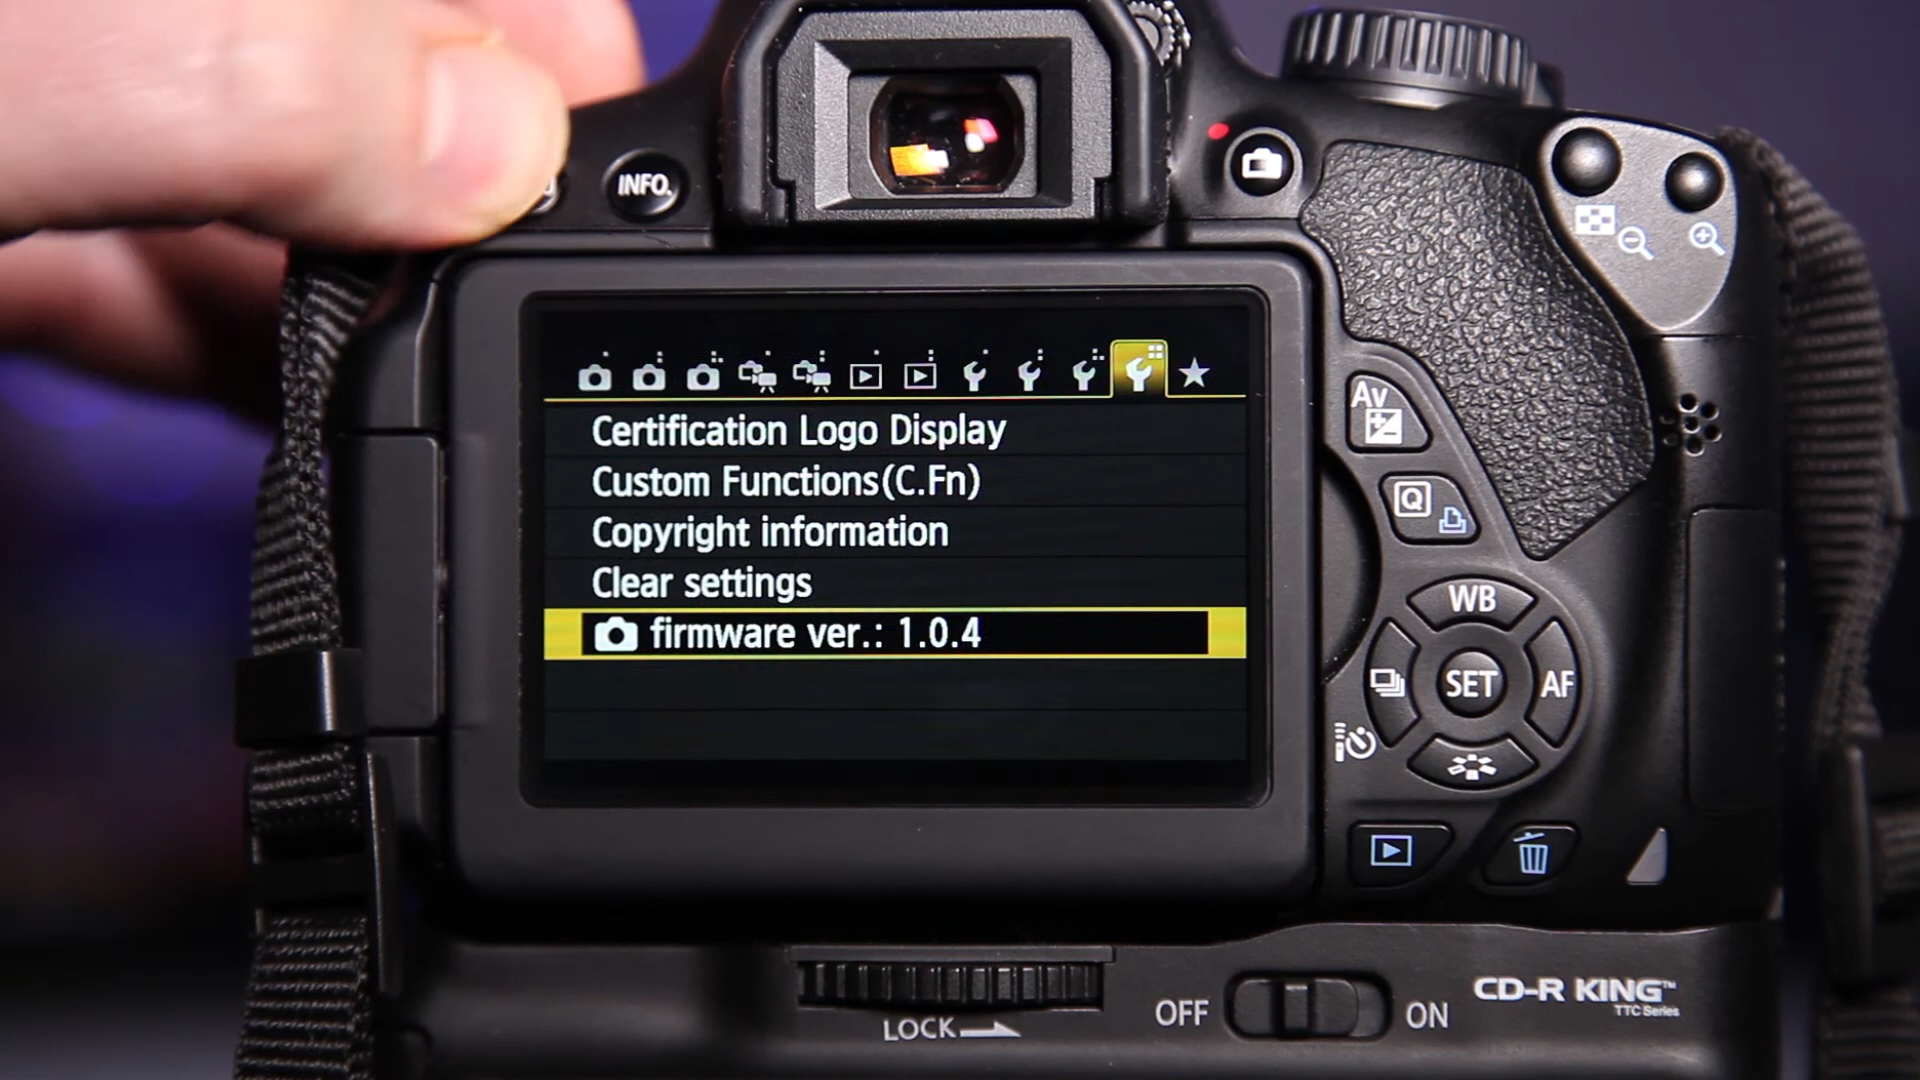 INFO.
Certification Logo Display
Custom Functions(C.Fn)
Copyright information
Clear settings
firmware ver.: 1.0.4
Av
Q
WB
SET
AF
LOCK
OFF
ON
CD-R KING™
TTC Series